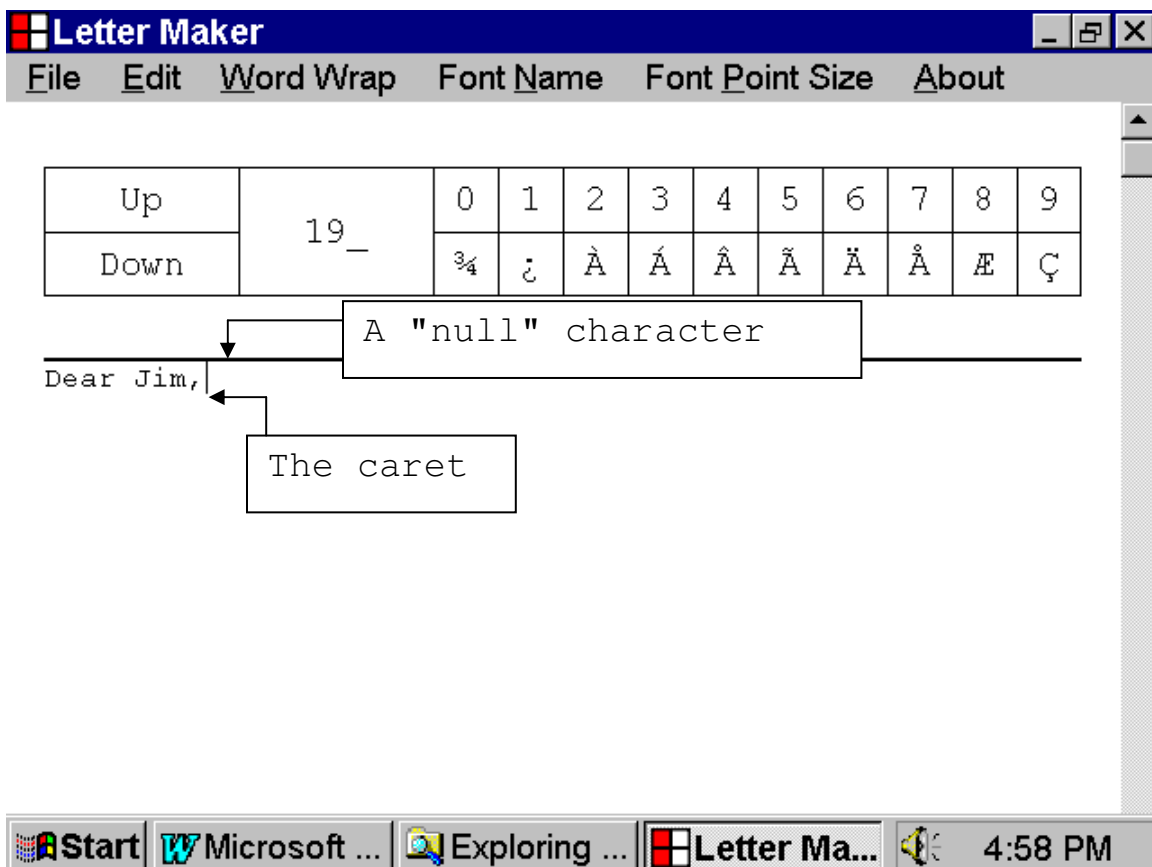 Letter Maker
File Edit Word Wrap Font Name Font Point Size About
Up 19_ 0 1 2 3 4 5 6 7 8 9
Down ¾ ¿ À Á Â Ã Ä Å Æ Ç
A "null" character
Dear Jim,
The caret
Start Microsoft ... Exploring ... Letter Ma... 4:58 PM